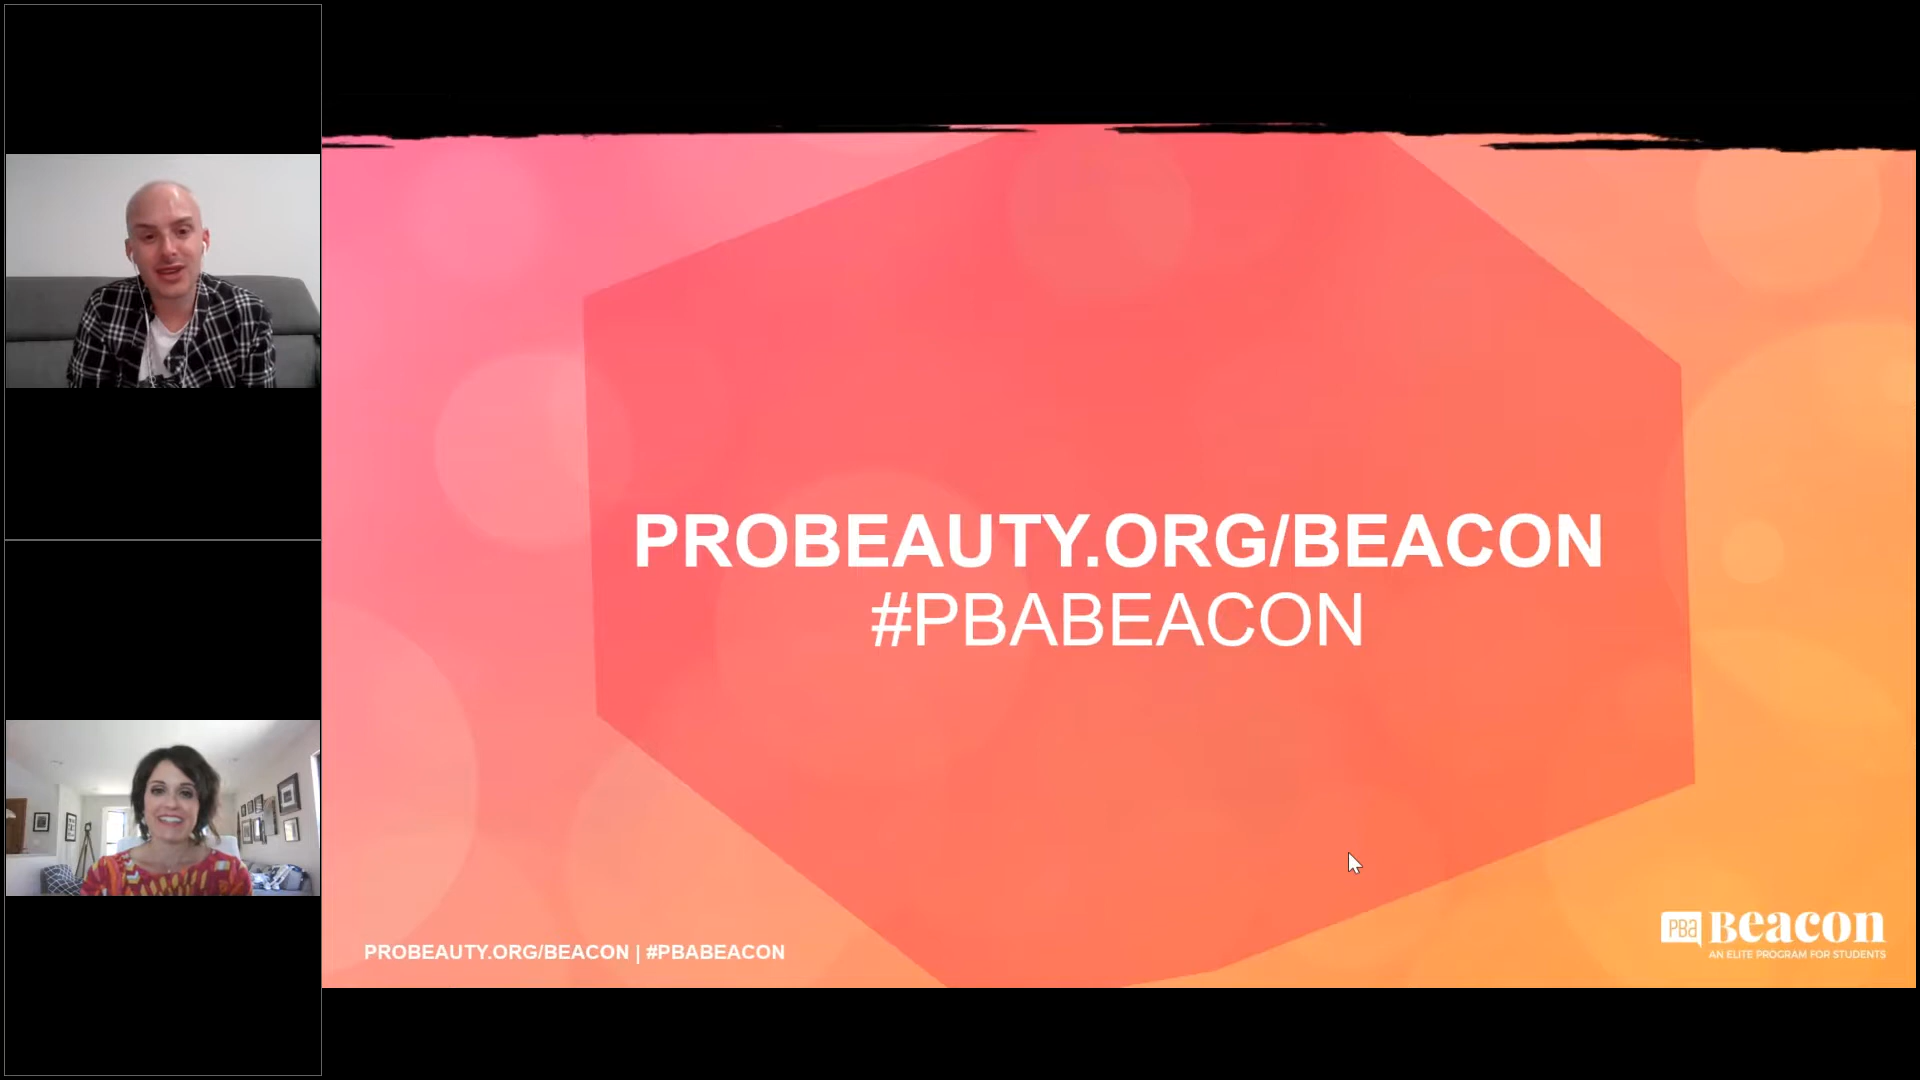 PROBEAUTY.ORG/BEACON
#PBABEACON
PROBEAUTY.ORG/BEACON | #PBABEACON
PBa Beacon
AN ELITE PROGRAM FOR STUDENTS